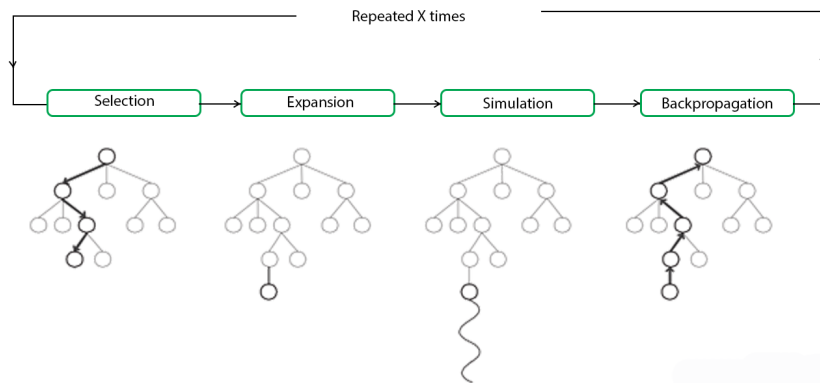 Repeated X times
Selection
Expansion
Simulation
Backpropagation